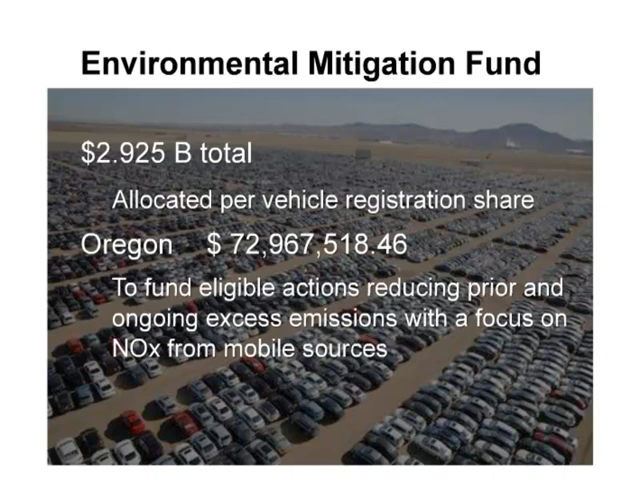 Environmental Mitigation Fund
$2.925 B total
Allocated per vehicle registration share
Oregon $ 72,967,518.46
To fund eligible actions reducing prior and
ongoing excess emissions with a focus on
NOx from mobile sources